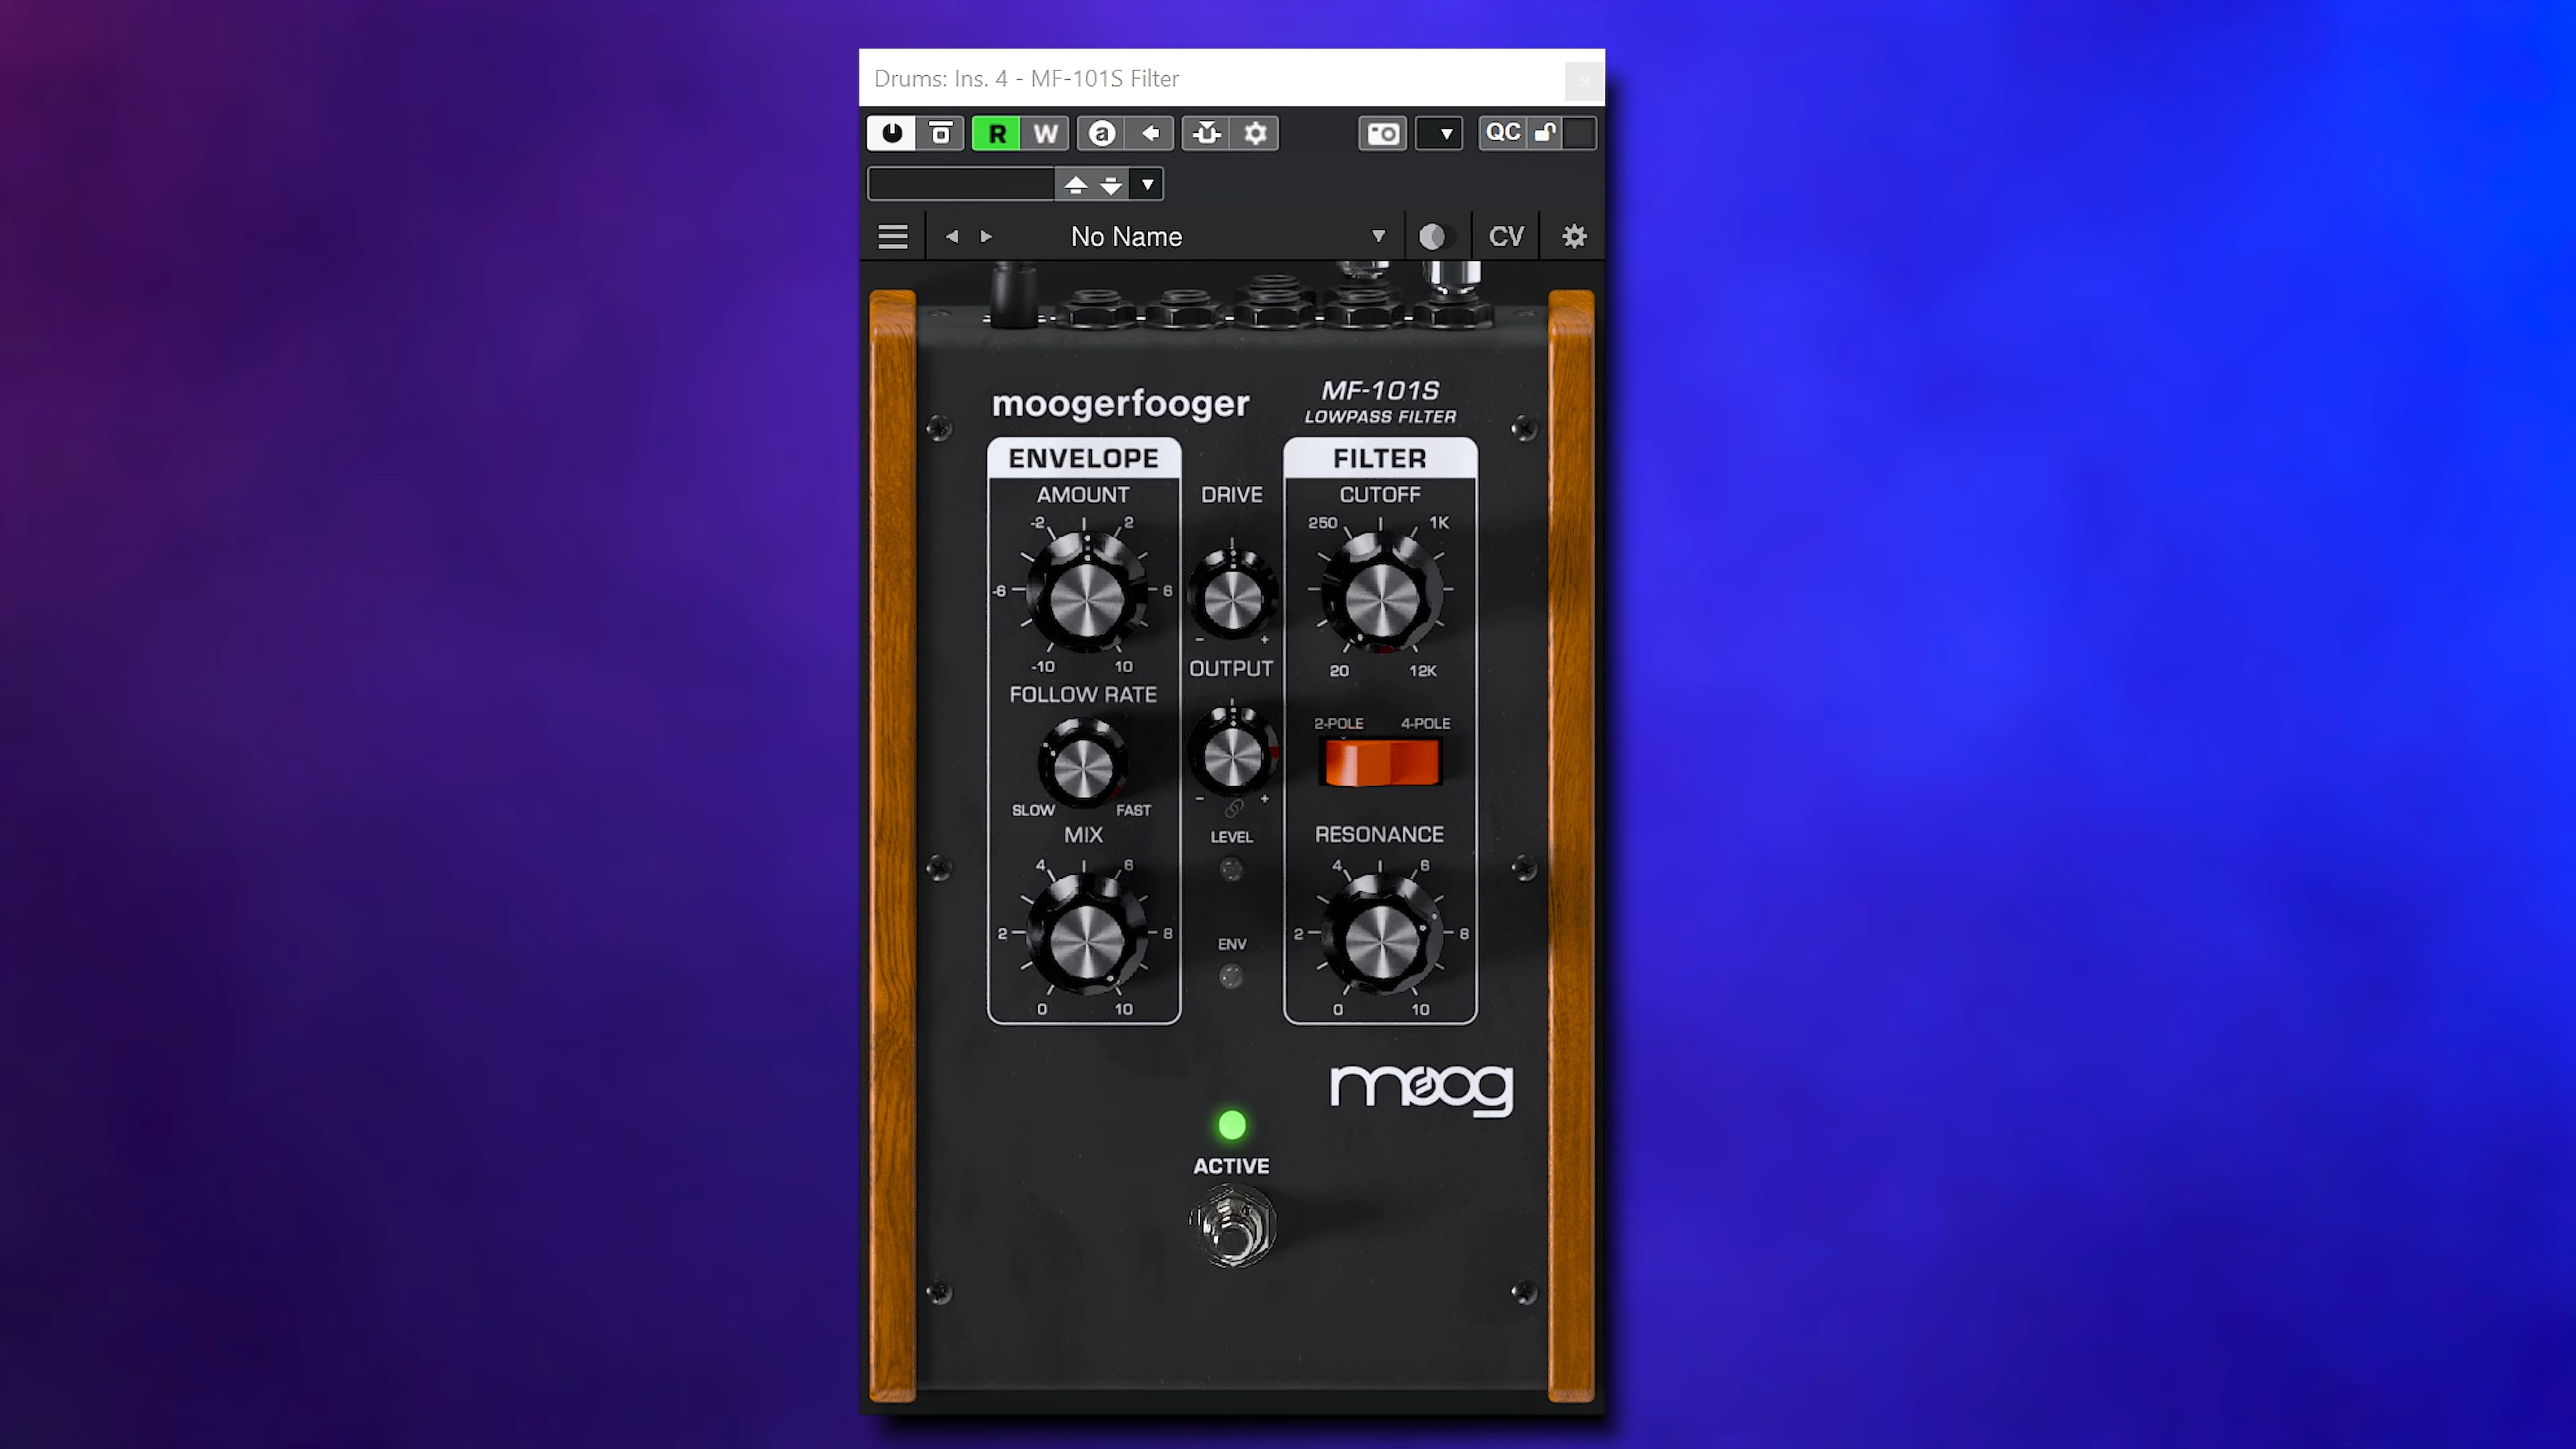 Drums: Ins. 4 - MF-101S Filter
R W a QC
No Name CV
moogerfooger
MF-101S
LOWPASS FILTER
ENVELOPE
AMOUNT
-2 2
-6 6
-10 10
FOLLOW RATE
SLOW FAST
MIX
4 6
2 8
0 10
DRIVE
- +
OUTPUT
- +
LEVEL
ENV
FILTER
CUTOFF
250 1K
20 12K
2-POLE 4-POLE
RESONANCE
4 6
2 8
0 10
moog
ACTIVE